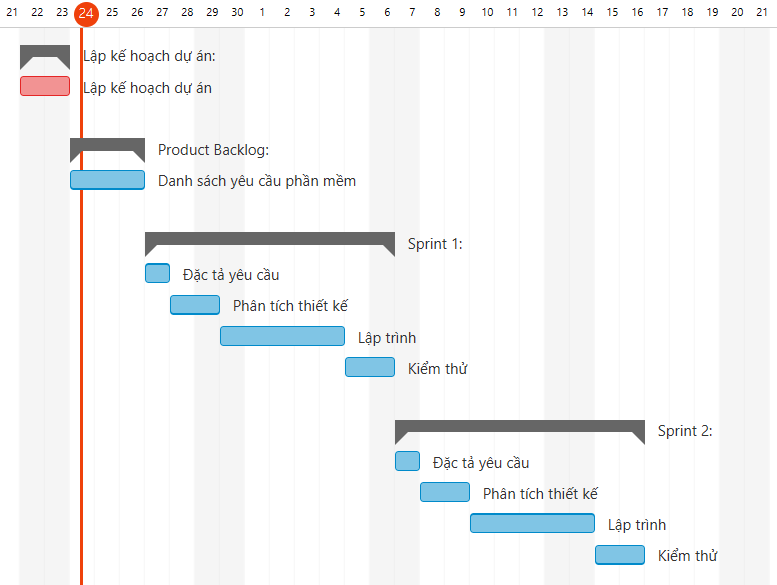 21 22 23 24 25 26 27 28 29 30 1 2 3 4 5 6 7 8 9 10 11 12 13 14 15 16 17 18 19 20 21
Lập kế hoạch dự án:
Lập kế hoạch dự án
Product Backlog:
Danh sách yêu cầu phần mềm
Sprint 1:
Đặc tả yêu cầu
Phân tích thiết kế
Lập trình
Kiểm thử
Sprint 2:
Đặc tả yêu cầu
Phân tích thiết kế
Lập trình
Kiểm thử